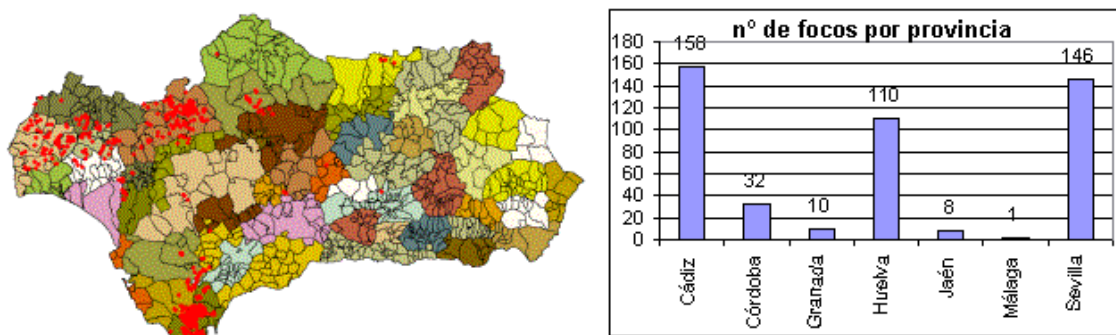 nº de focos por provincia
180
160
140
120
100
80
60
40
20
0
158
32
10
110
8
1
146
Cádiz
Córdoba
Granada
Huelva
Jaén
Málaga
Sevilla